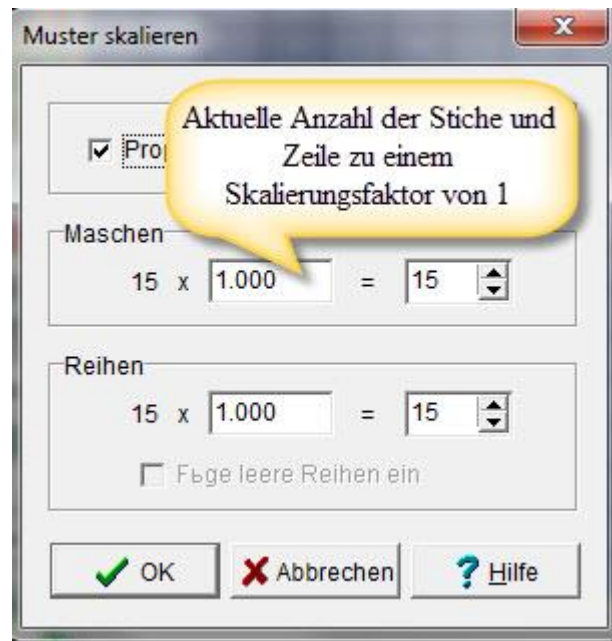 Muster skalieren
Aktuelle Anzahl der Stiche und
Zeile zu einem
Skalierungsfaktor von 1
Maschen
15 x 1.000 = 15
Reihen
15 x 1.000 = 15
Fьge leere Reihen ein
OK Abbrechen Hilfe